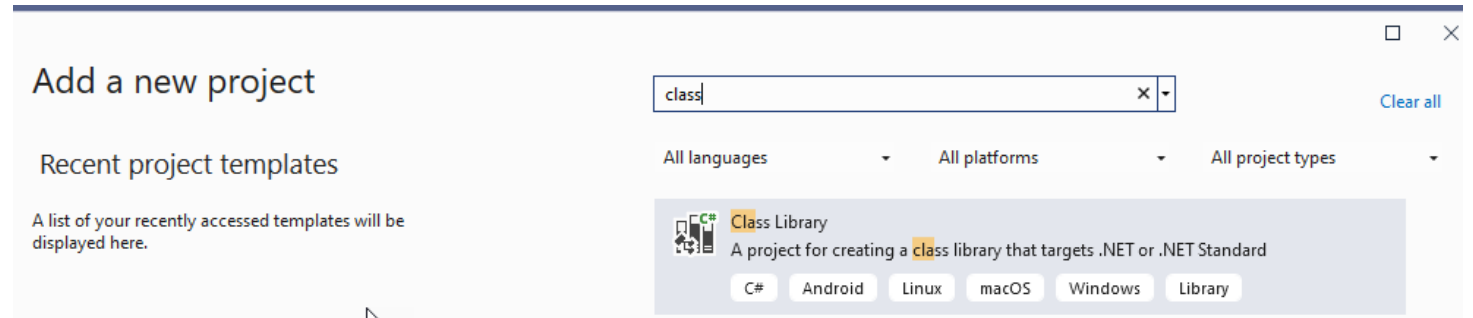 Add a new project
class
Clear all
Recent project templates
All languages
All platforms
All project types
A list of your recently accessed templates will be
displayed here.
C#
Class Library
A project for creating a class library that targets .NET or .NET Standard
C#
Android
Linux
macOS
Windows
Library